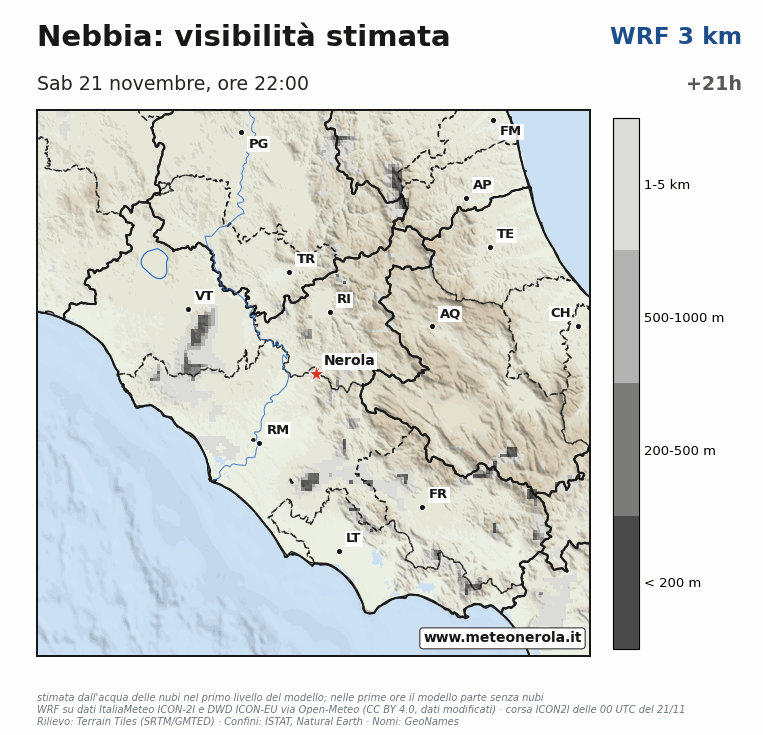 Nebbia: visibilità stimata
WRF 3 km
Sab 21 novembre, ore 22:00
+21h
FM
PG
AP
TE
TR
VT
RI
AQ
CH
Nerola
RM
FR
LT
www.meteonerola.it
1-5 km
500-1000 m
200-500 m
< 200 m
stimata dall'acqua delle nubi nel primo livello del modello; nelle prime ore il modello parte senza nubi
WRF su dati ItaliaMeteo ICON-2I e DWD ICON-EU via Open-Meteo (CC BY 4.0, dati modificati) · corsa ICON2I delle 00 UTC del 21/11
Rilievo: Terrain Tiles (SRTM/GMTED) · Confini: ISTAT, Natural Earth · Nomi: GeoNames